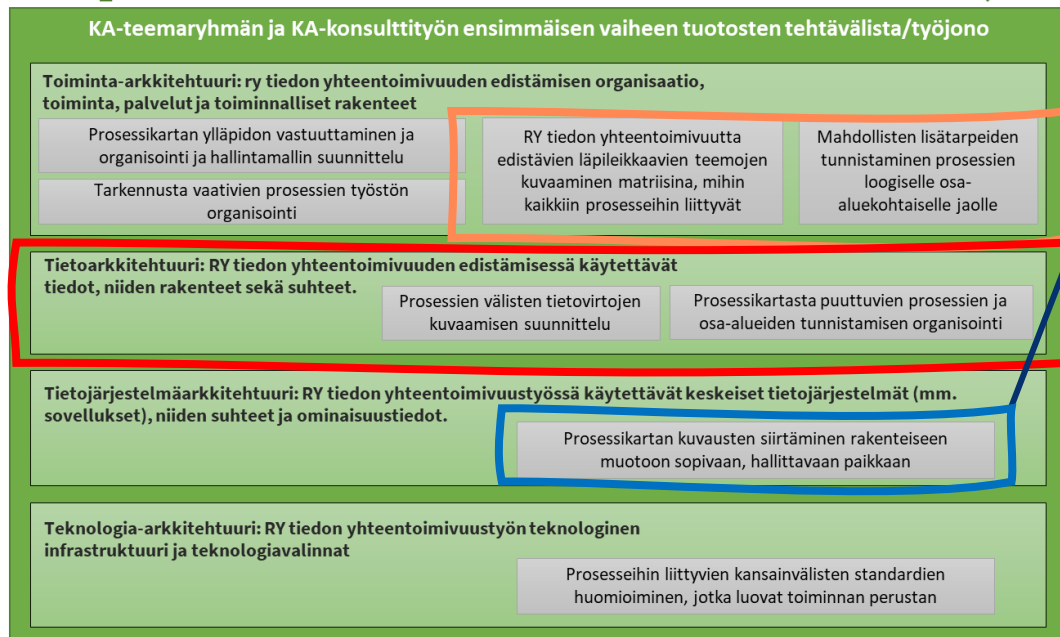 KA-teemaryhmän ja KA-konsulttityön ensimmäisen vaiheen tuotosten tehtävälista/työjono
Toiminta-arkkitehtuuri: ry tiedon yhteentoimivuuden edistämisen organisaatio,
toiminta, palvelut ja toiminnalliset rakenteet
Prosessikartan ylläpidon vastuuttaminen ja
organisointi ja hallintamallin suunnittelu
Tarkennusta vaativien prosessien työstön
organisointi
RY tiedon yhteentoimivuutta
edistävien läpileikkaavien teemojen
kuvaaminen matriisina, mihin
kaikkiin prosesseihin liittyvät
Mahdollisten lisätarpeiden
tunnistaminen prosessien
loogiselle osa-
aluekohtaiselle jaolle
Tietoarkkitehtuuri: RY tiedon yhteentoimivuuden edistämisessä käytettävät
tiedot, niiden rakenteet sekä suhteet.
Prosessien välisten tietovirtojen
kuvaamisen suunnittelu
Prosessikartasta puuttuvien prosessien ja
osa-alueiden tunnistamisen organisointi
Tietojärjestelmäarkkitehtuuri: RY tiedon yhteentoimivuustyössä käytettävät keskeiset tietojärjestelmät (mm.
sovellukset), niiden suhteet ja ominaisuustiedot.
Prosessikartan kuvausten siirtäminen rakenteiseen
muotoon sopivaan, hallittavaan paikkaan
Teknologia-arkkitehtuuri: RY tiedon yhteentoimivuustyön teknologinen
infrastruktuuri ja teknologiavalinnat
Prosesseihin liittyvien kansainvälisten standardien
huomioiminen, jotka luovat toiminnan perustan